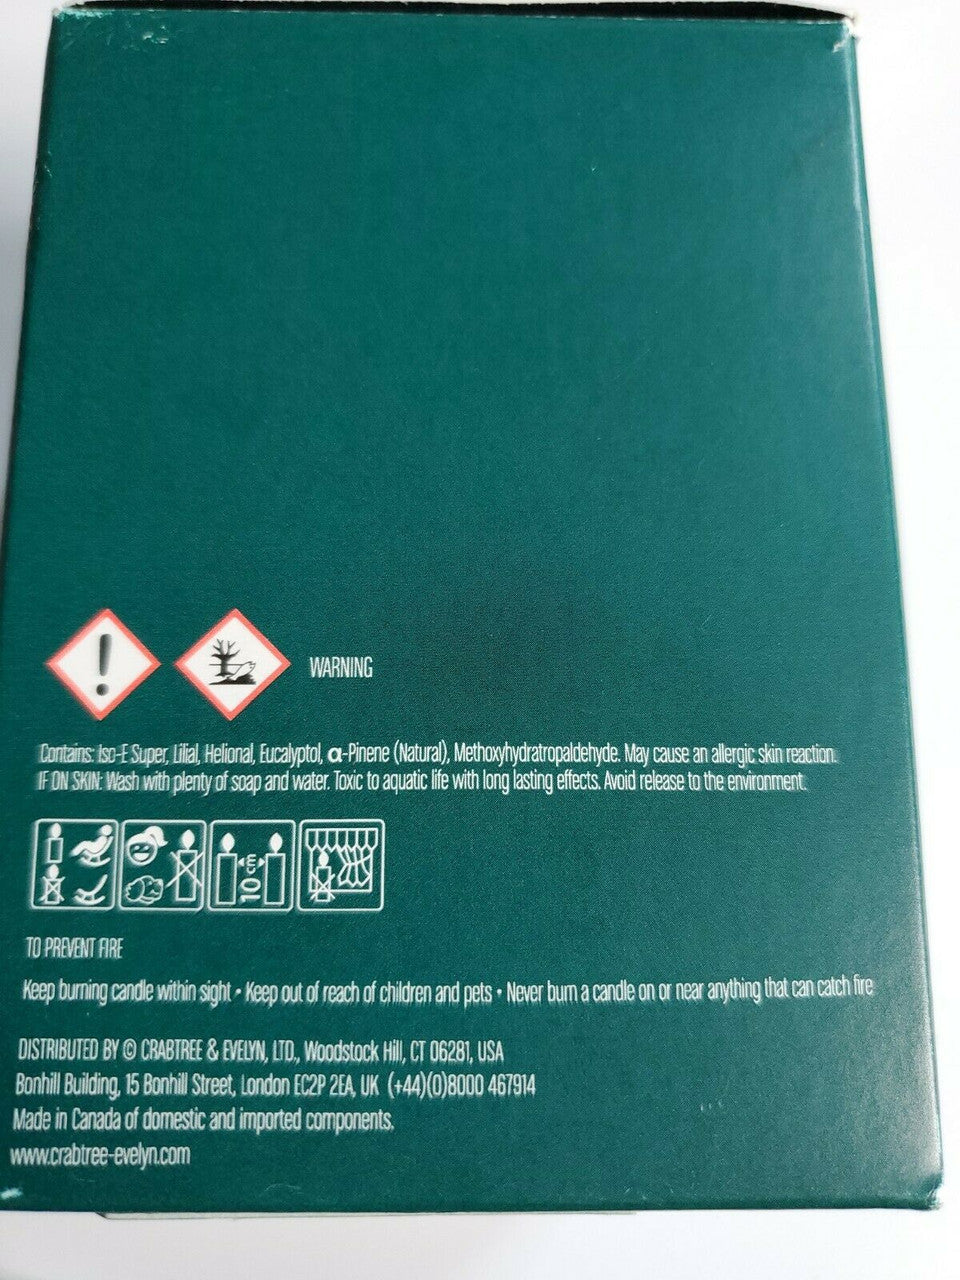 WARNING
Contains: Iso-E Super, Lilial, Helional, Eucalyptol, α-Pinene (Natural), Methoxyhydratropaldehyde. May cause an allergic skin reaction.
IF ON SKIN: Wash with plenty of soap and water. Toxic to aquatic life with long lasting effects. Avoid release to the environment.
10 cm
TO PREVENT FIRE
Keep burning candle within sight • Keep out of reach of children and pets • Never burn a candle on or near anything that can catch fire
DISTRIBUTED BY © CRABTREE & EVELYN, LTD., Woodstock Hill, CT 06281, USA
Bonhill Building, 15 Bonhill Street, London EC2P 2EA, UK (+44)(0)8000 467914
Made in Canada of domestic and imported components.
www.crabtree-evelyn.com